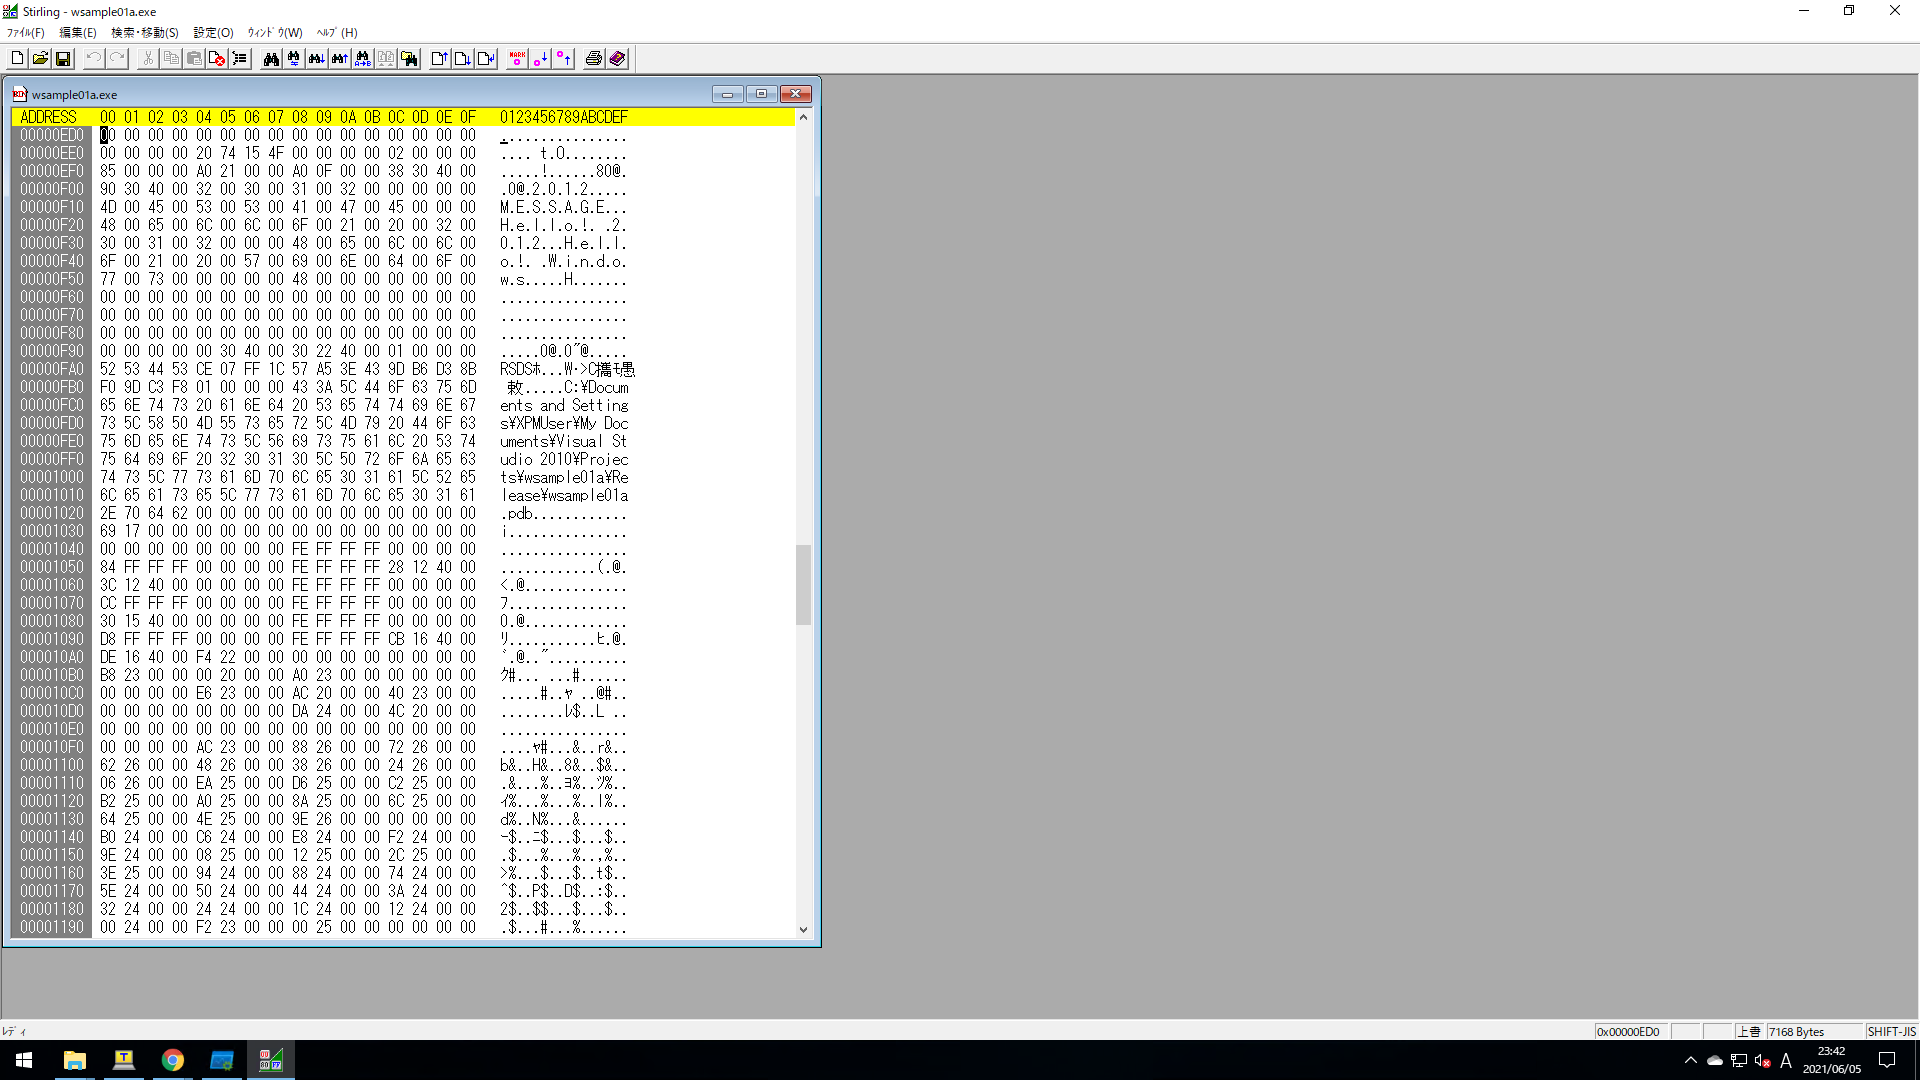 Stirling - wsample01a.exe
ﾌｧｲﾙ(F) 編集(E) 検索・移動(S) 設定(O) ｳｨﾝﾄﾞｳ(W) ﾍﾙﾌﾟ(H)
wsample01a.exe
ADDRESS 00 01 02 03 04 05 06 07 08 09 0A 0B 0C 0D 0E 0F 0123456789ABCDEF
00000ED0 00 00 00 00 00 00 00 00 00 00 00 00 00 00 00 00 ................
00000EE0 00 00 00 00 20 74 15 4F 00 00 00 00 02 00 00 00 .... t.O........
00000EF0 85 00 00 00 A0 21 00 00 A0 0F 00 00 38 30 40 00 .....!......80@.
00000F00 90 30 40 00 32 00 30 00 31 00 32 00 00 00 00 00 .0@.2.0.1.2.....
00000F10 4D 00 45 00 53 00 53 00 41 00 47 00 45 00 00 00 M.E.S.S.A.G.E...
00000F20 48 00 65 00 6C 00 6C 00 6F 00 21 00 20 00 32 00 H.e.l.l.o.!. .2.
00000F30 30 00 31 00 32 00 00 00 48 00 65 00 6C 00 6C 00 0.1.2...H.e.l.l.
00000F40 6F 00 21 00 20 00 57 00 69 00 6E 00 64 00 6F 00 o.!. .W.i.n.d.o.
00000F50 77 00 73 00 00 00 00 00 48 00 00 00 00 00 00 00 w.s.....H.......
00000F60 00 00 00 00 00 00 00 00 00 00 00 00 00 00 00 00 ................
00000F70 00 00 00 00 00 00 00 00 00 00 00 00 00 00 00 00 ................
00000F80 00 00 00 00 00 00 00 00 00 00 00 00 00 00 00 00 ................
00000F90 00 00 00 00 00 30 40 00 30 22 40 00 01 00 00 00 .....0@.0"@.....
00000FA0 52 53 44 53 CE 07 FF 1C 57 A5 3E 43 9D B6 D3 8B RSDSﾎ...W･>C攜ﾓ愚
00000FB0 F0 9D C3 F8 01 00 00 00 43 3A 5C 44 6F 63 75 6D 敕.....C:¥Docum
00000FC0 65 6E 74 73 20 61 6E 64 20 53 65 74 74 69 6E 67 ents and Setting
00000FD0 73 5C 58 50 4D 55 73 65 72 5C 4D 79 20 44 6F 63 s¥XPMUser¥My Doc
00000FE0 75 6D 65 6E 74 73 5C 56 69 73 75 61 6C 20 53 74 uments¥Visual St
00000FF0 75 64 69 6F 20 32 30 31 30 5C 50 72 6F 6A 65 63 udio 2010¥Projec
00001000 74 73 5C 77 73 61 6D 70 6C 65 30 31 61 5C 52 65 ts¥wsample01a¥Re
00001010 6C 65 61 73 65 5C 77 73 61 6D 70 6C 65 30 31 61 lease¥wsample01a
00001020 2E 70 64 62 00 00 00 00 00 00 00 00 00 00 00 00 .pdb............
00001030 69 17 00 00 00 00 00 00 00 00 00 00 00 00 00 00 i...............
00001040 00 00 00 00 00 00 00 00 FE FF FF FF 00 00 00 00 ................
00001050 84 FF FF FF 00 00 00 00 FE FF FF FF 28 12 40 00 ............(.@.
00001060 3C 12 40 00 00 00 00 00 FE FF FF FF 00 00 00 00 <.@.............
00001070 CC FF FF FF 00 00 00 00 FE FF FF FF 00 00 00 00 ﾌ...............
00001080 30 15 40 00 00 00 00 00 FE FF FF FF 00 00 00 00 0.@.............
00001090 D8 FF FF FF 00 00 00 00 FE FF FF FF CB 16 40 00 ﾘ...........ﾋ.@.
000010A0 DE 16 40 00 F4 22 00 00 00 00 00 00 00 00 00 00 ﾞ.@.."..........
000010B0 B8 23 00 00 00 20 00 00 A0 23 00 00 00 00 00 00 ｸ#... ...#......
000010C0 00 00 00 00 E6 23 00 00 AC 20 00 00 40 23 00 00 .....#..ｬ ..@#..
000010D0 00 00 00 00 00 00 00 00 DA 24 00 00 4C 20 00 00 ........ﾚ$..L ..
000010E0 00 00 00 00 00 00 00 00 00 00 00 00 00 00 00 00 ................
000010F0 00 00 00 00 AC 23 00 00 88 26 00 00 72 26 00 00 ....ｬ#...&..r&..
00001100 62 26 00 00 48 26 00 00 38 26 00 00 24 26 00 00 b&..H&..8&..$&..
00001110 06 26 00 00 EA 25 00 00 D6 25 00 00 C2 25 00 00 .&...%..ﾖ%..ﾂ%..
00001120 B2 25 00 00 A0 25 00 00 8A 25 00 00 6C 25 00 00 ｲ%...%...%..l%..
00001130 64 25 00 00 4E 25 00 00 9E 26 00 00 00 00 00 00 d%..N%...&......
00001140 B0 24 00 00 C6 24 00 00 E8 24 00 00 F2 24 00 00 ｰ$..ﾆ$...$...$..
00001150 9E 24 00 00 08 25 00 00 12 25 00 00 2C 25 00 00 .$...%...%..,%..
00001160 3E 25 00 00 94 24 00 00 88 24 00 00 74 24 00 00 >%...$...$..t$..
00001170 5E 24 00 00 50 24 00 00 44 24 00 00 3A 24 00 00 ^$..P$..D$..:$..
00001180 32 24 00 00 24 24 00 00 1C 24 00 00 12 24 00 00 2$..$$...$...$..
00001190 00 24 00 00 F2 23 00 00 00 25 00 00 00 00 00 00 .$...#...%......
ﾚﾃﾞｨ 0x00000ED0 上書 7168 Bytes SHIFT-JIS
A 23:42
2021/06/05